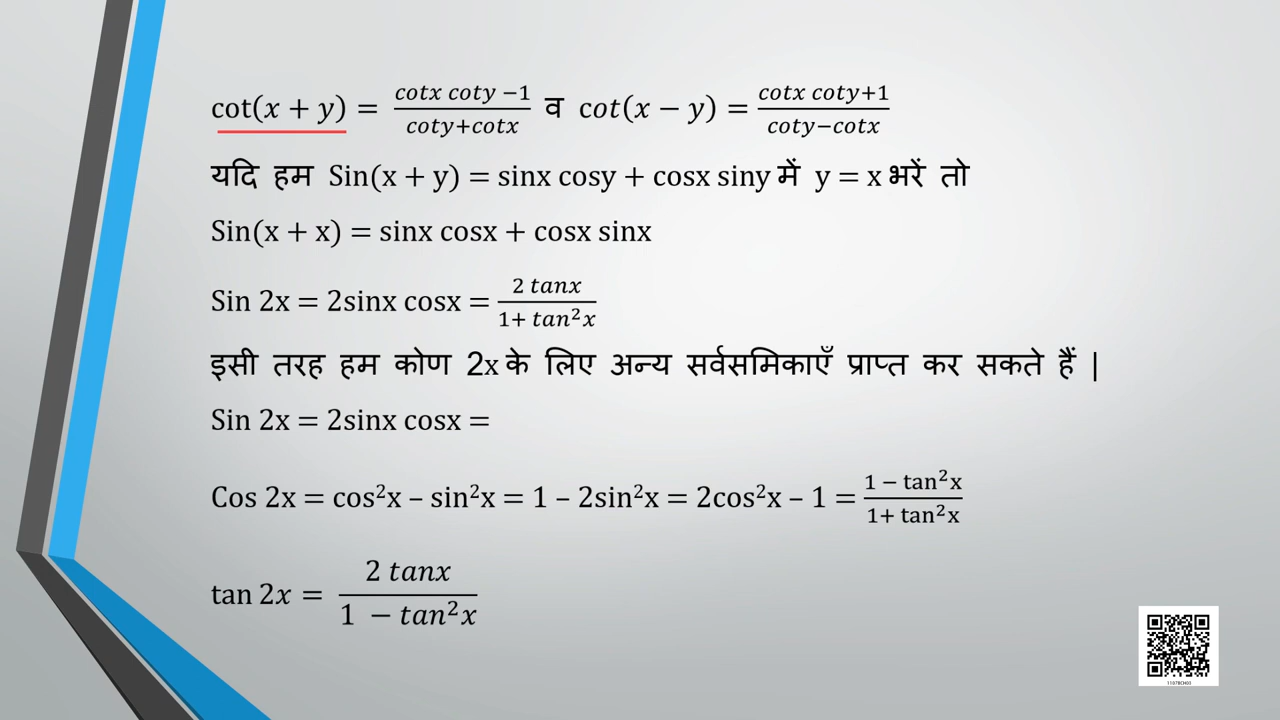 cot(x + y) = (cotx coty −1)/(coty+cotx) व cot(x − y) = (cotx coty+1)/(coty−cotx)
यदि हम Sin(x + y) = sinx cosy + cosx siny में y = x भरें तो
Sin(x + x) = sinx cosx + cosx sinx
Sin 2x = 2sinx cosx = (2 tanx)/(1+ tan²x)
इसी तरह हम कोण 2x के लिए अन्य सर्वसमिकाएँ प्राप्त कर सकते हैं |
Sin 2x = 2sinx cosx =
Cos 2x = cos²x – sin²x = 1 – 2sin²x = 2cos²x – 1 = (1 − tan²x)/(1+ tan²x)
tan 2x = (2 tanx)/(1 − tan²x)